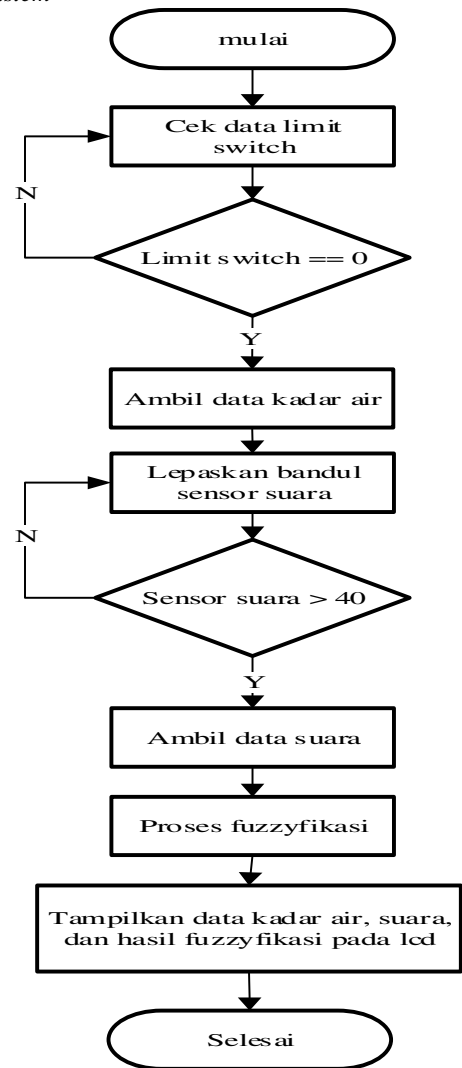 mulai
Cek data limit
switch
N
Limit switch == 0
Y
Ambil data kadar air
Lepaskan bandul
sensor suara
N
Sensor suara > 40
Y
Ambil data suara
Proses fuzzyfikasi
Tampilkan data kadar air, suara,
dan hasil fuzzyfikasi pada lcd
Selesai